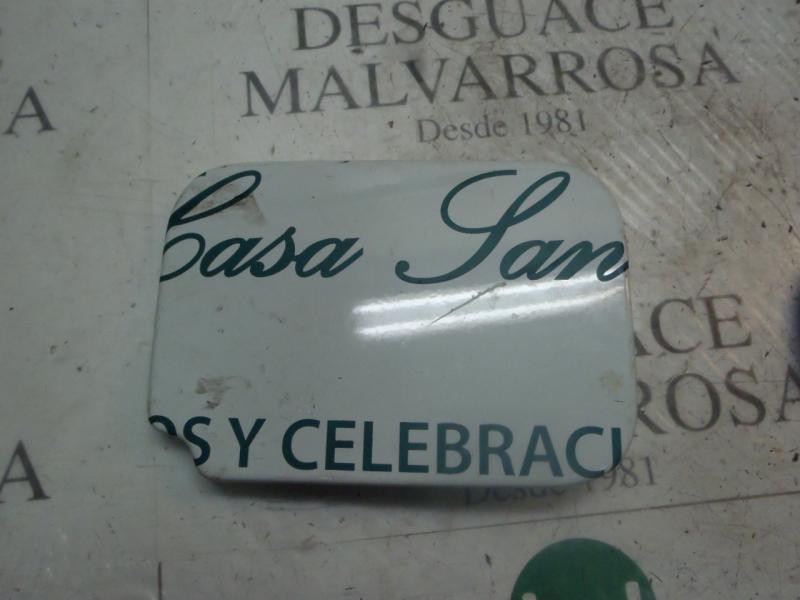 DESGUACE
MALVARROSA
Desde 1981
A
Casa San
OS Y CELEBRACI
ACE
ROSA
Desde 1981
A